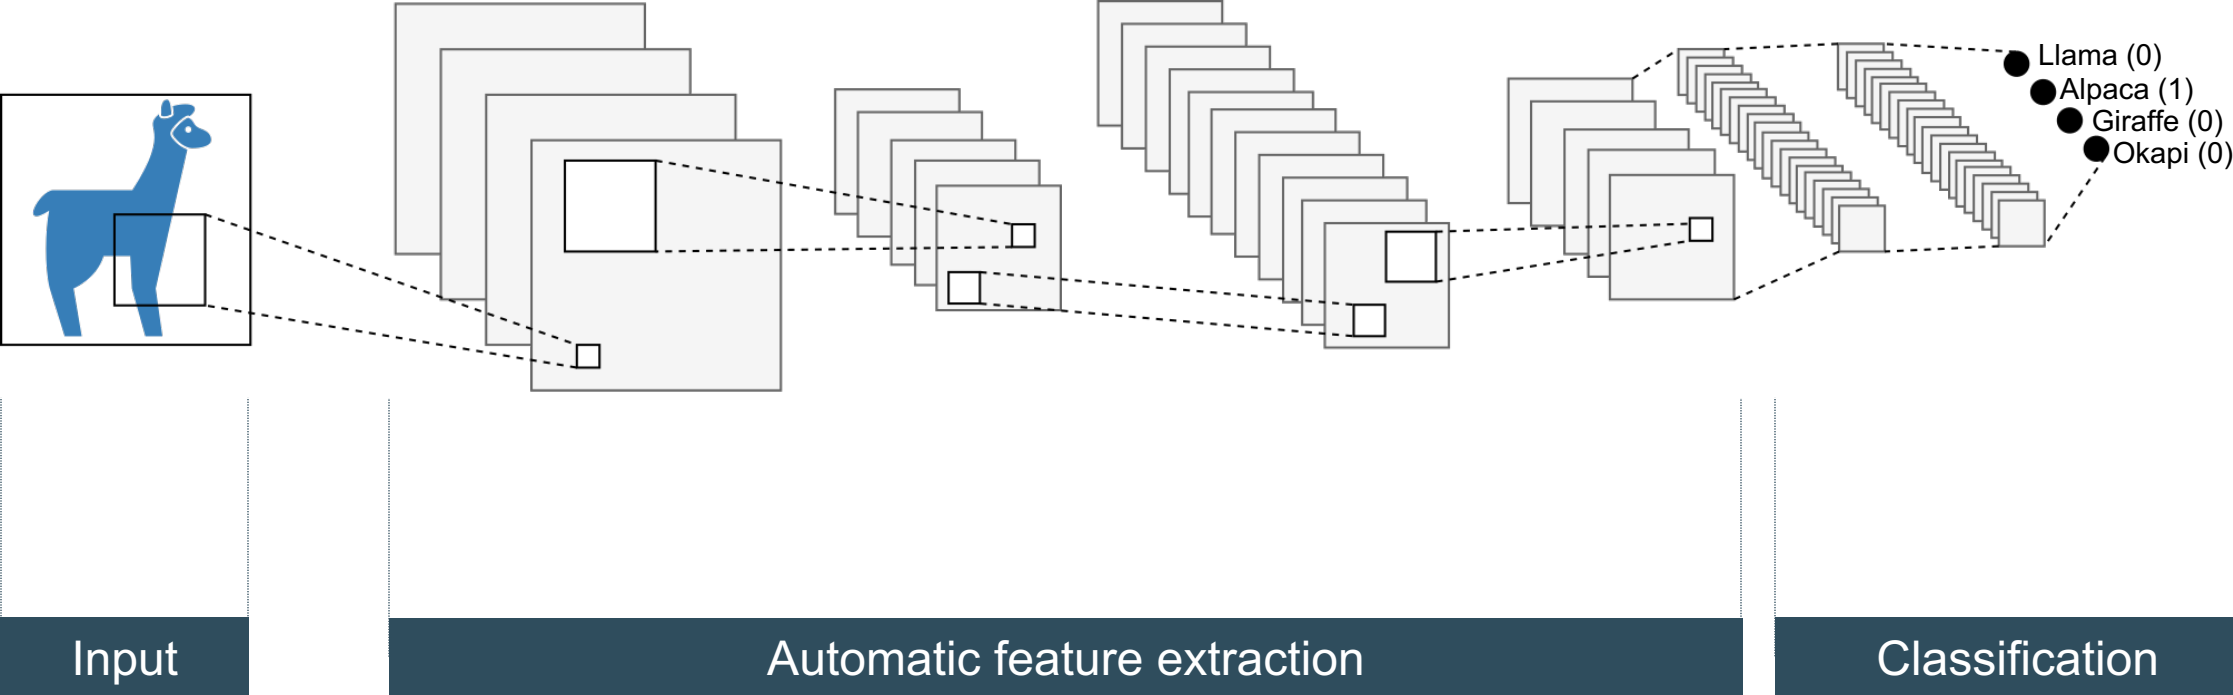 Llama (0)
Alpaca (1)
Giraffe (0)
Okapi (0)
Input
Automatic feature extraction
Classification